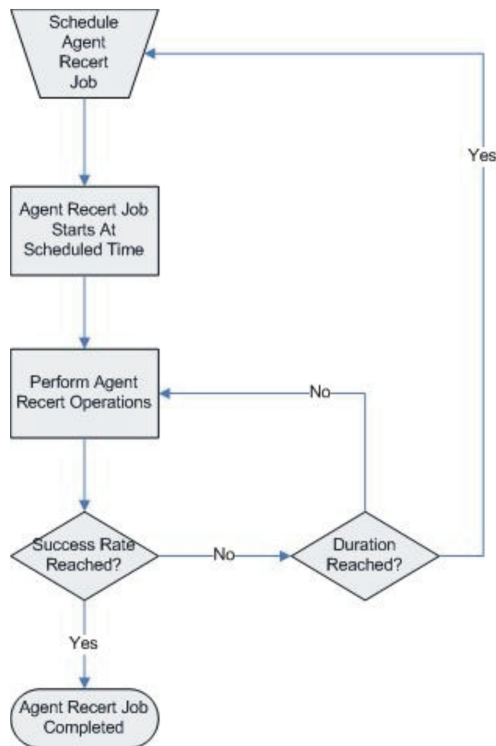 Schedule
Agent
Recert
Job
Yes
Agent Recert Job
Starts At
Scheduled Time
Perform Agent
Recert Operations
No
Success Rate
Reached?
No
Duration
Reached?
Yes
Agent Recert Job
Completed